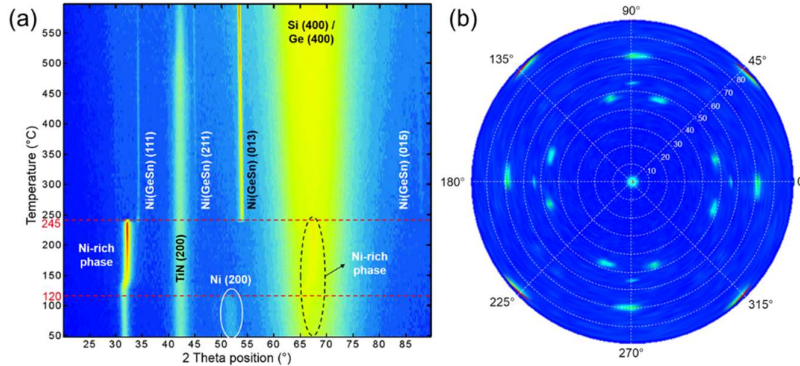 (a)
Si (400) /
Ge (400)
550
500
450
400
350
300
250
245
200
150
120
100
50
Temperature (°C)
Ni(GeSn) (111)
TiN (200)
Ni(GeSn) (211)
Ni(GeSn) (013)
Ni(GeSn) (015)
Ni-rich
phase
Ni (200)
Ni-rich
phase
20 25 30 35 40 45 50 55 60 65 70 75 80 85
2 Theta position (°)
(b)
90°
135°
45°
80
70
60
50
40
30
20
10
180°
0
225°
315°
270°